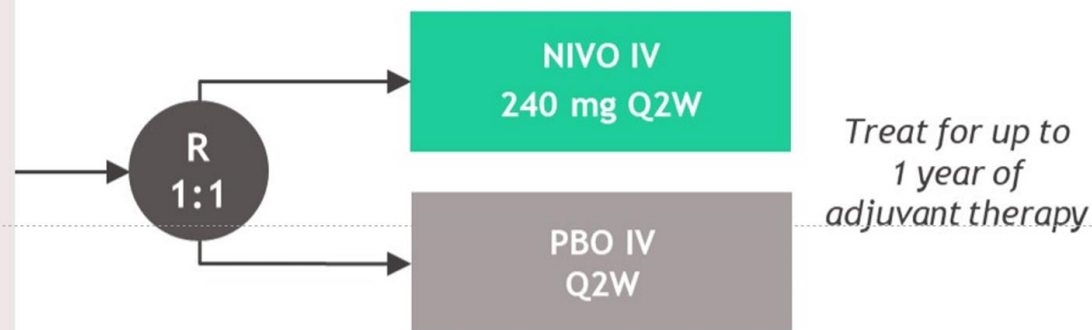 R
1:1
NIVO IV
240 mg Q2W
PBO IV
Q2W
Treat for up to
1 year of
adjuvant therapy